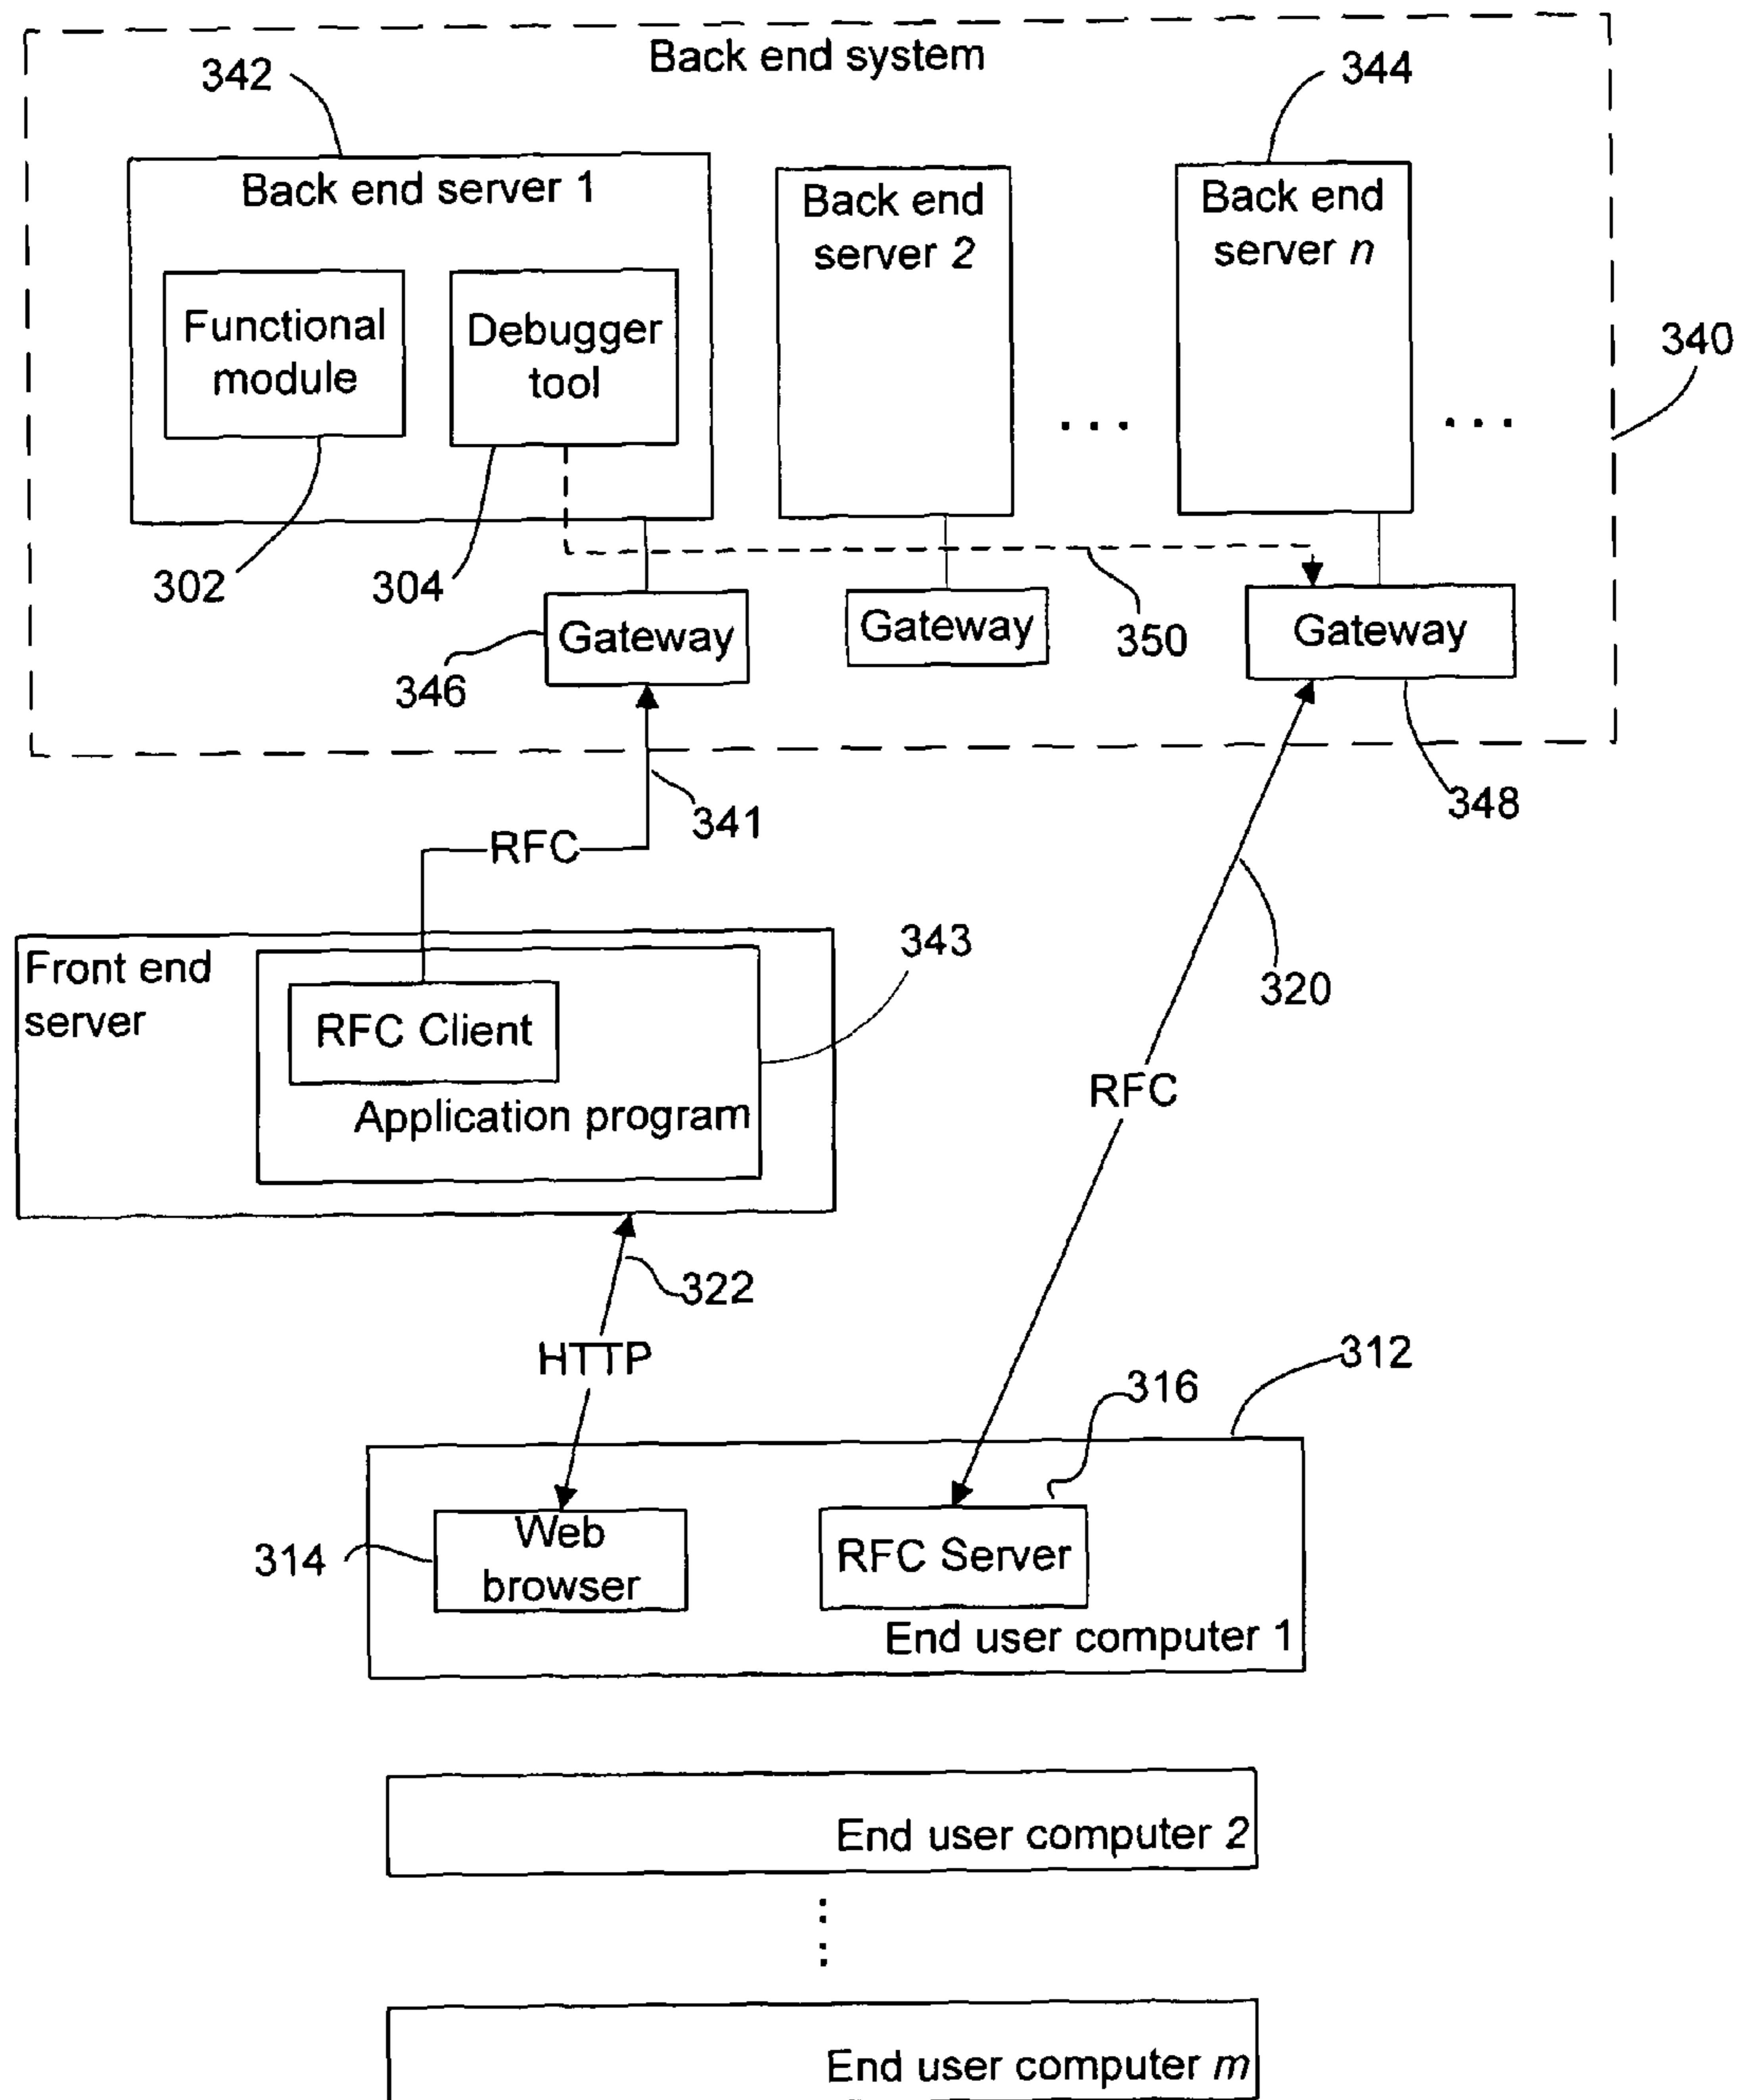 Back end system
342
344
Back end server 1
Back end
server 2
Back end
server n
Functional
module
Debugger
tool
340
...
...
302
304
350
Gateway
Gateway
Gateway
346
348
341
RFC
Front end
server
343
RFC Client
Application program
320
RFC
322
HTTP
312
316
314
Web
browser
RFC Server
End user computer 1
End user computer 2
End user computer m